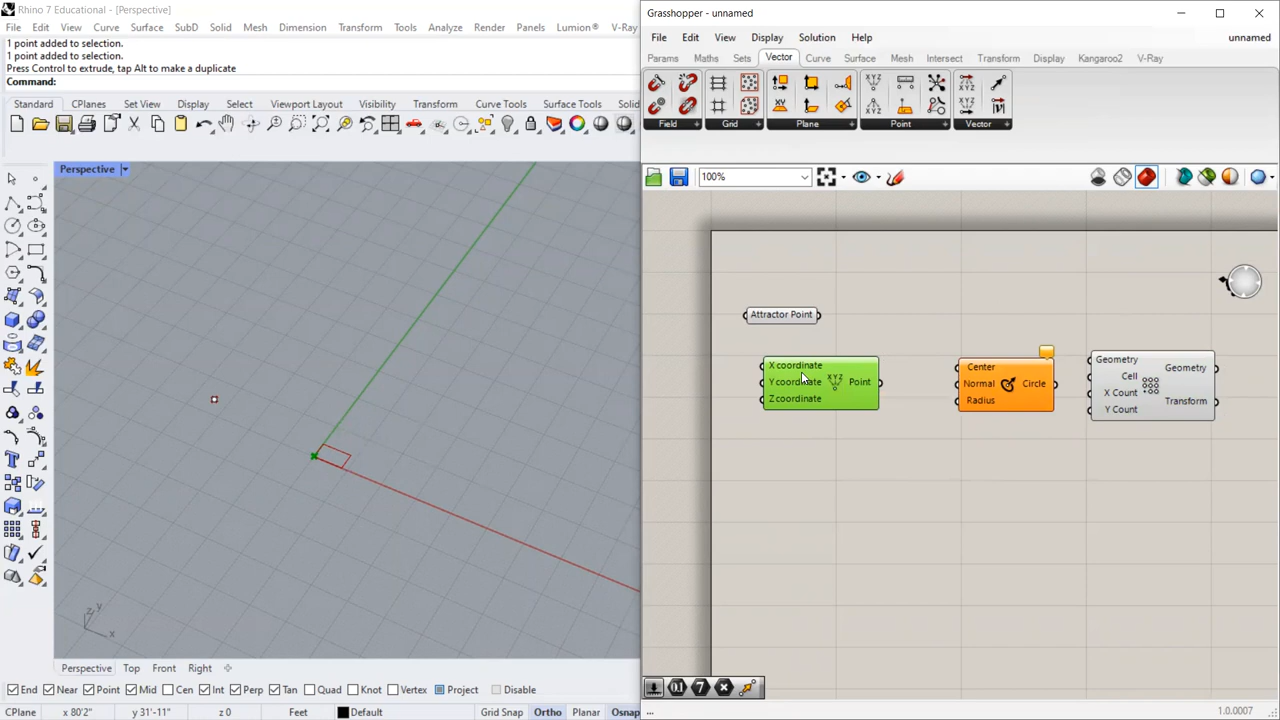 Rhino 7 Educational - [Perspective]
File Edit View Curve Surface SubD Solid Mesh Dimension Transform Tools Analyze Render Panels Lumion® V-Ray
1 point added to selection.
1 point added to selection.
Press Control to extrude, tap Alt to make a duplicate
Command:
Standard CPlanes Set View Display Select Viewport Layout Visibility Transform Curve Tools Surface Tools Solid
Perspective
z y
x
Perspective Top Front Right
End Near Point Mid Cen Int Perp Tan Quad Knot Vertex Project Disable
CPlane x 80'2" y 31'-11" z 0 Feet Default Grid Snap Ortho Planar Osnap
Grasshopper - unnamed
File Edit View Display Solution Help unnamed
Params Maths Sets Vector Curve Surface Mesh Intersect Transform Display Kangaroo2 V-Ray
Field Grid Plane Point Vector
100%
Attractor Point
X coordinate
Y coordinate
Z coordinate
XYZ
Point
Center
Normal
Radius
Circle
Geometry
Cell
X Count
Y Count
Geometry
Transform
... 1.0.0007